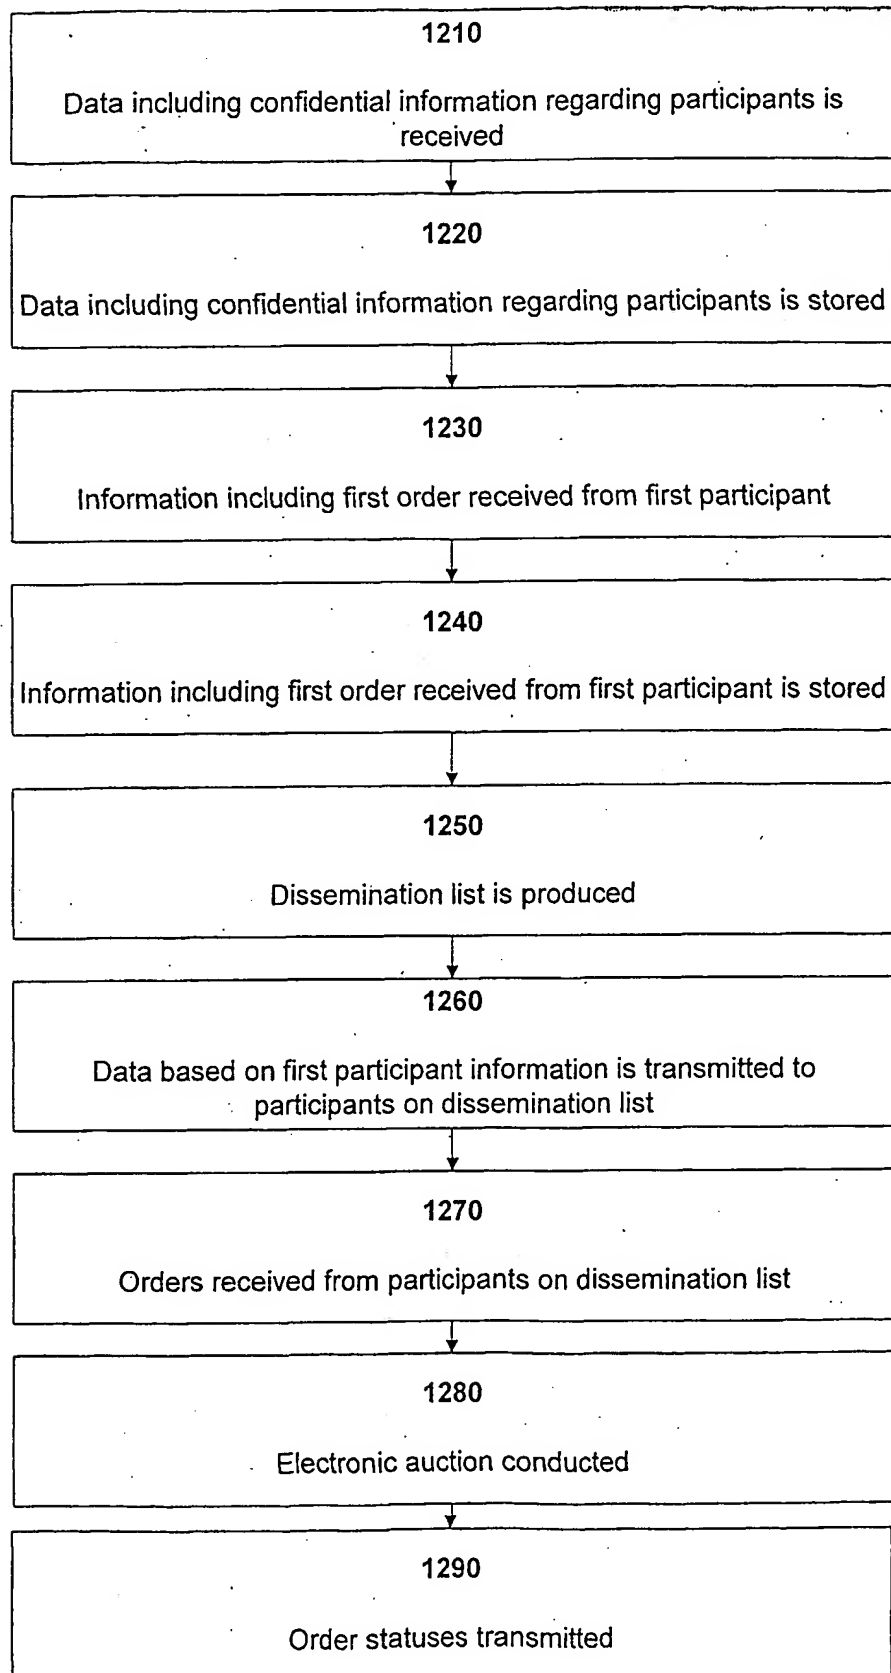 1210
Data including confidential information regarding participants is
received
1220
Data including confidential information regarding participants is stored
1230
Information including first order received from first participant
1240
Information including first order received from first participant is stored
1250
Dissemination list is produced
1260
Data based on first participant information is transmitted to
participants on dissemination list
1270
Orders received from participants on dissemination list
1280
Electronic auction conducted
1290
Order statuses transmitted